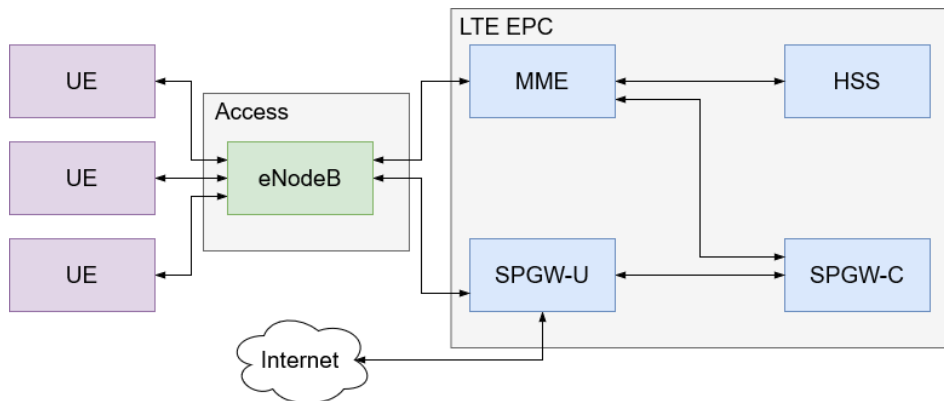 LTE EPC
UE
MME
HSS
Access
UE
eNodeB
UE
SPGW-U
SPGW-C
Internet